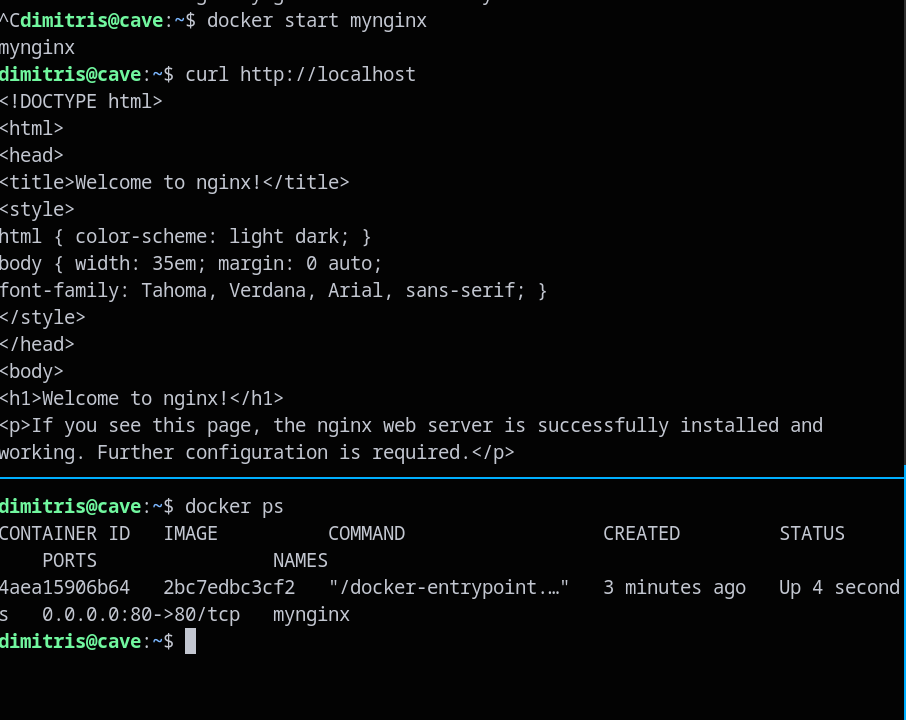 ^Cdimitris@cave:~$ docker start mynginx
mynginx
dimitris@cave:~$ curl http://localhost
<!DOCTYPE html>
<html>
<head>
<title>Welcome to nginx!</title>
<style>
html { color-scheme: light dark; }
body { width: 35em; margin: 0 auto;
font-family: Tahoma, Verdana, Arial, sans-serif; }
</style>
</head>
<body>
<h1>Welcome to nginx!</h1>
<p>If you see this page, the nginx web server is successfully installed and
working. Further configuration is required.</p>
dimitris@cave:~$ docker ps
CONTAINER ID   IMAGE          COMMAND                  CREATED         STATUS
    PORTS                NAMES
4aea15906b64   2bc7edbc3cf2   "/docker-entrypoint.…"   3 minutes ago   Up 4 second
s   0.0.0.0:80->80/tcp   mynginx
dimitris@cave:~$